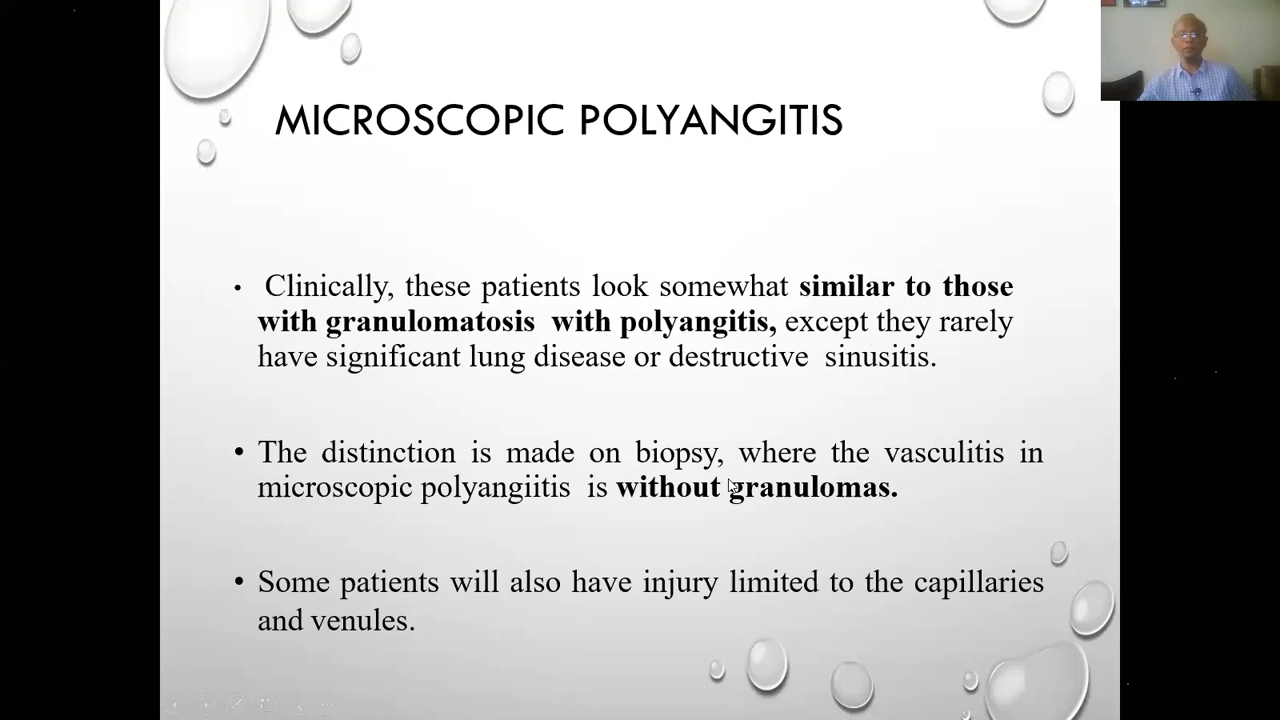 MICROSCOPIC POLYANGITIS
• Clinically, these patients look somewhat similar to those
with granulomatosis with polyangitis, except they rarely
have significant lung disease or destructive sinusitis.
• The distinction is made on biopsy, where the vasculitis in
microscopic polyangiitis is without granulomas.
• Some patients will also have injury limited to the capillaries
and venules.